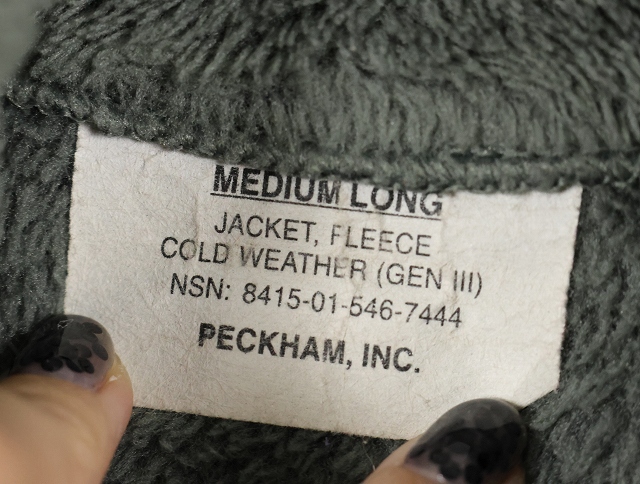 MEDIUM LONG
JACKET, FLEECE
COLD WEATHER (GEN III)
NSN: 8415-01-546-7444
PECKHAM, INC.